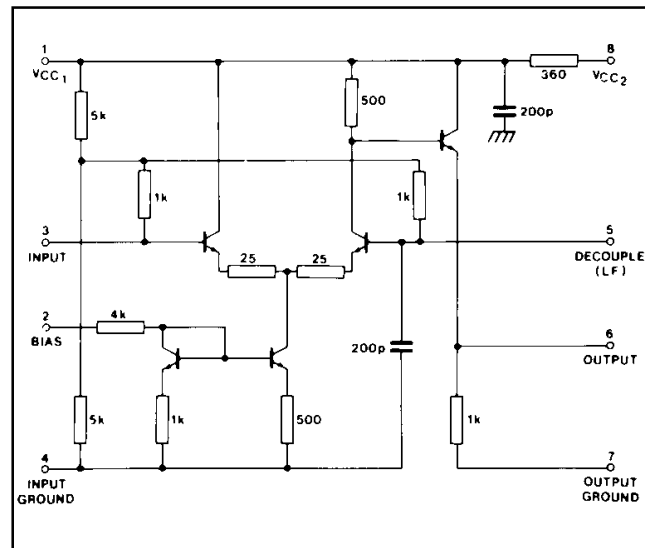 1
VCC1
8
VCC2
360
5k
500
200p
1k
1k
3
INPUT
5
DECOUPLE
(LF)
25
25
2
BIAS
4k
200p
6
OUTPUT
5k
1k
500
1k
4
INPUT
GROUND
7
OUTPUT
GROUND